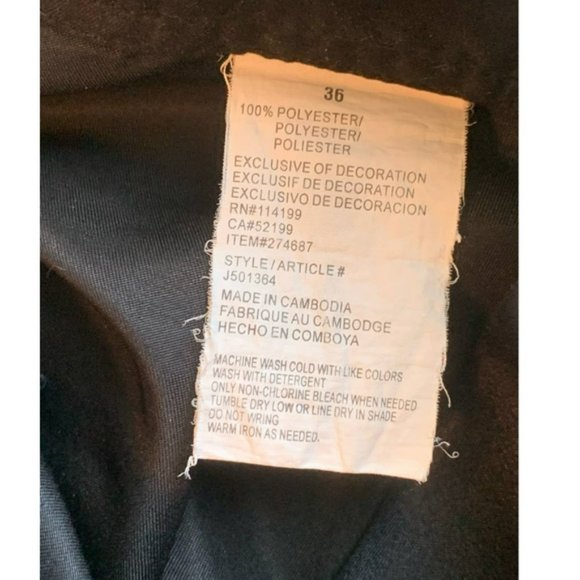 36
100% POLYESTER/
POLYESTER/
POLIESTER
EXCLUSIVE OF DECORATION
EXCLUSIF DE DECORATION
EXCLUSIVO DE DECORACION
RN#114199
CA#52199
ITEM#274687
STYLE/ARTICLE #
J501364
MADE IN CAMBODIA
FABRIQUE AU CAMBODGE
HECHO EN COMBOYA
MACHINE WASH COLD WITH LIKE COLORS
WASH WITH DETERGENT
ONLY NON-CHLORINE BLEACH WHEN NEEDED
TUMBLE DRY LOW OR LINE DRY IN SHADE
DO NOT WRING
WARM IRON AS NEEDED.